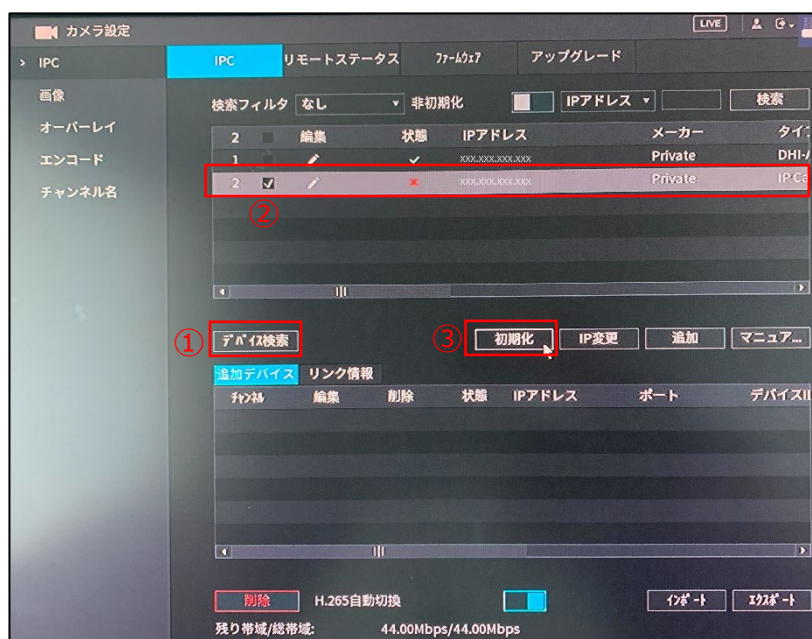 カメラ設定
LIVE
IPC
画像
オーバーレイ
エンコード
チャンネル名
IPC リモートステータス ファームウェア アップグレード
検索フィルタ なし 非初期化 IPアドレス 検索
2 編集 状態 IPアドレス メーカー
1 xxx.xxx.xxx.xxx Private
2 xxx.xxx.xxx.xxx Private
②
① デバイス検索 ③ 初期化 IP変更 追加 マニュア...
追加デバイス リンク情報
チャンネル 編集 削除 状態 IPアドレス ポート
削除 H.265自動切換 インポート エクスポート
残り帯域/総帯域: 44.00Mbps/44.00Mbps